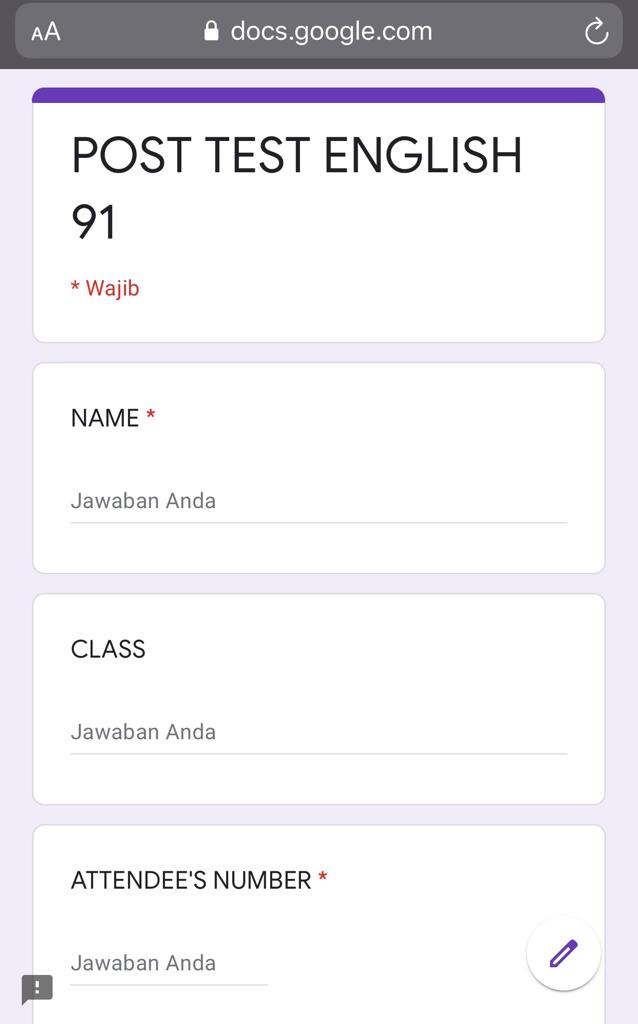 AA docs.google.com
POST TEST ENGLISH
91
* Wajib
NAME *
Jawaban Anda
CLASS
Jawaban Anda
ATTENDEE'S NUMBER *
Jawaban Anda
!